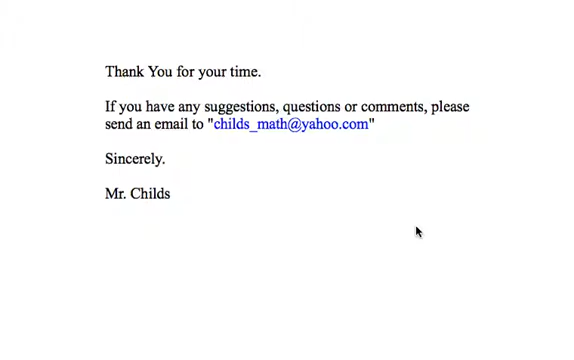 Thank You for your time.
If you have any suggestions, questions or comments, please
send an email to "childs_math@yahoo.com"
Sincerely.
Mr. Childs